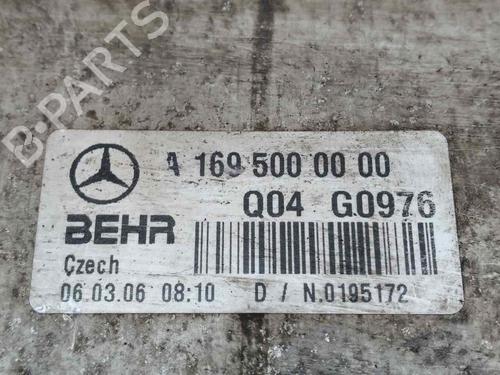 B-PARTS
A 169 500 00 00
Q04 G0976
BEHR
Czech
06.03.06 08:10 D / N.0195172